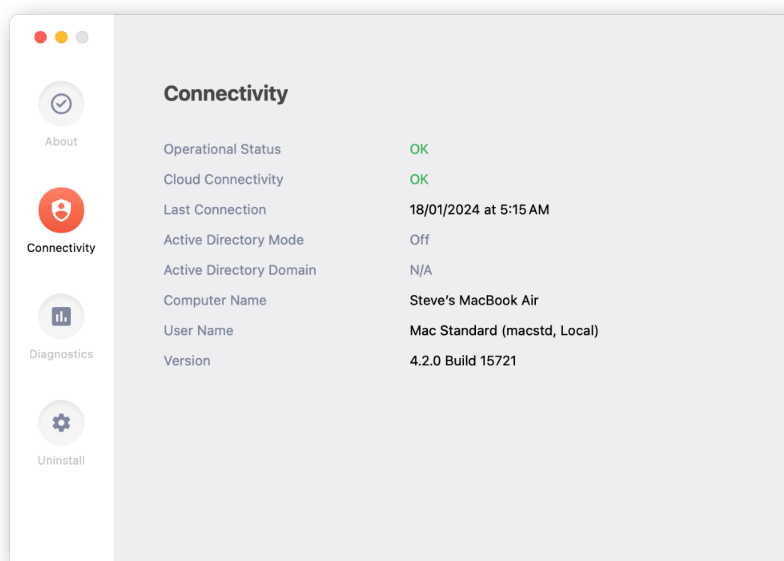 About
Connectivity
Diagnostics
Uninstall
Connectivity
Operational Status OK
Cloud Connectivity OK
Last Connection 18/01/2024 at 5:15 AM
Active Directory Mode Off
Active Directory Domain N/A
Computer Name Steve’s MacBook Air
User Name Mac Standard (macstd, Local)
Version 4.2.0 Build 15721